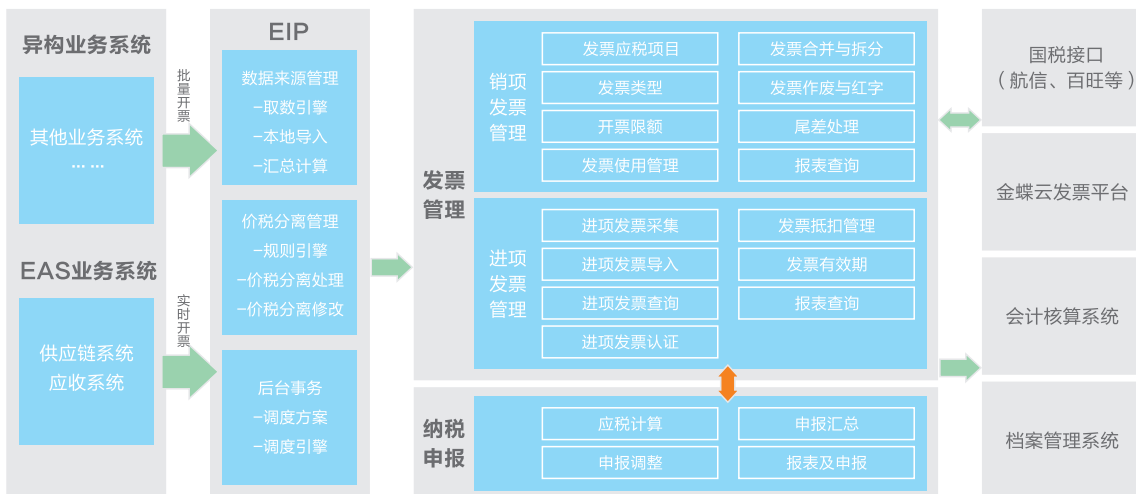 异构业务系统
其他业务系统
... ...
EAS业务系统
供应链系统
应收系统
批量开票
实时开票
EIP
数据来源管理
–取数引擎
–本地导入
–汇总计算
价税分离管理
–规则引擎
–价税分离处理
–价税分离修改
后台事务
–调度方案
–调度引擎
发票
管理
销项
发票
管理
发票应税项目
发票合并与拆分
发票类型
发票作废与红字
开票限额
尾差处理
发票使用管理
报表查询
进项
发票
管理
进项发票采集
发票抵扣管理
进项发票导入
发票有效期
进项发票查询
报表查询
进项发票认证
纳税
申报
应税计算
申报汇总
申报调整
报表及申报
国税接口
（航信、百旺等）
金蝶云发票平台
会计核算系统
档案管理系统